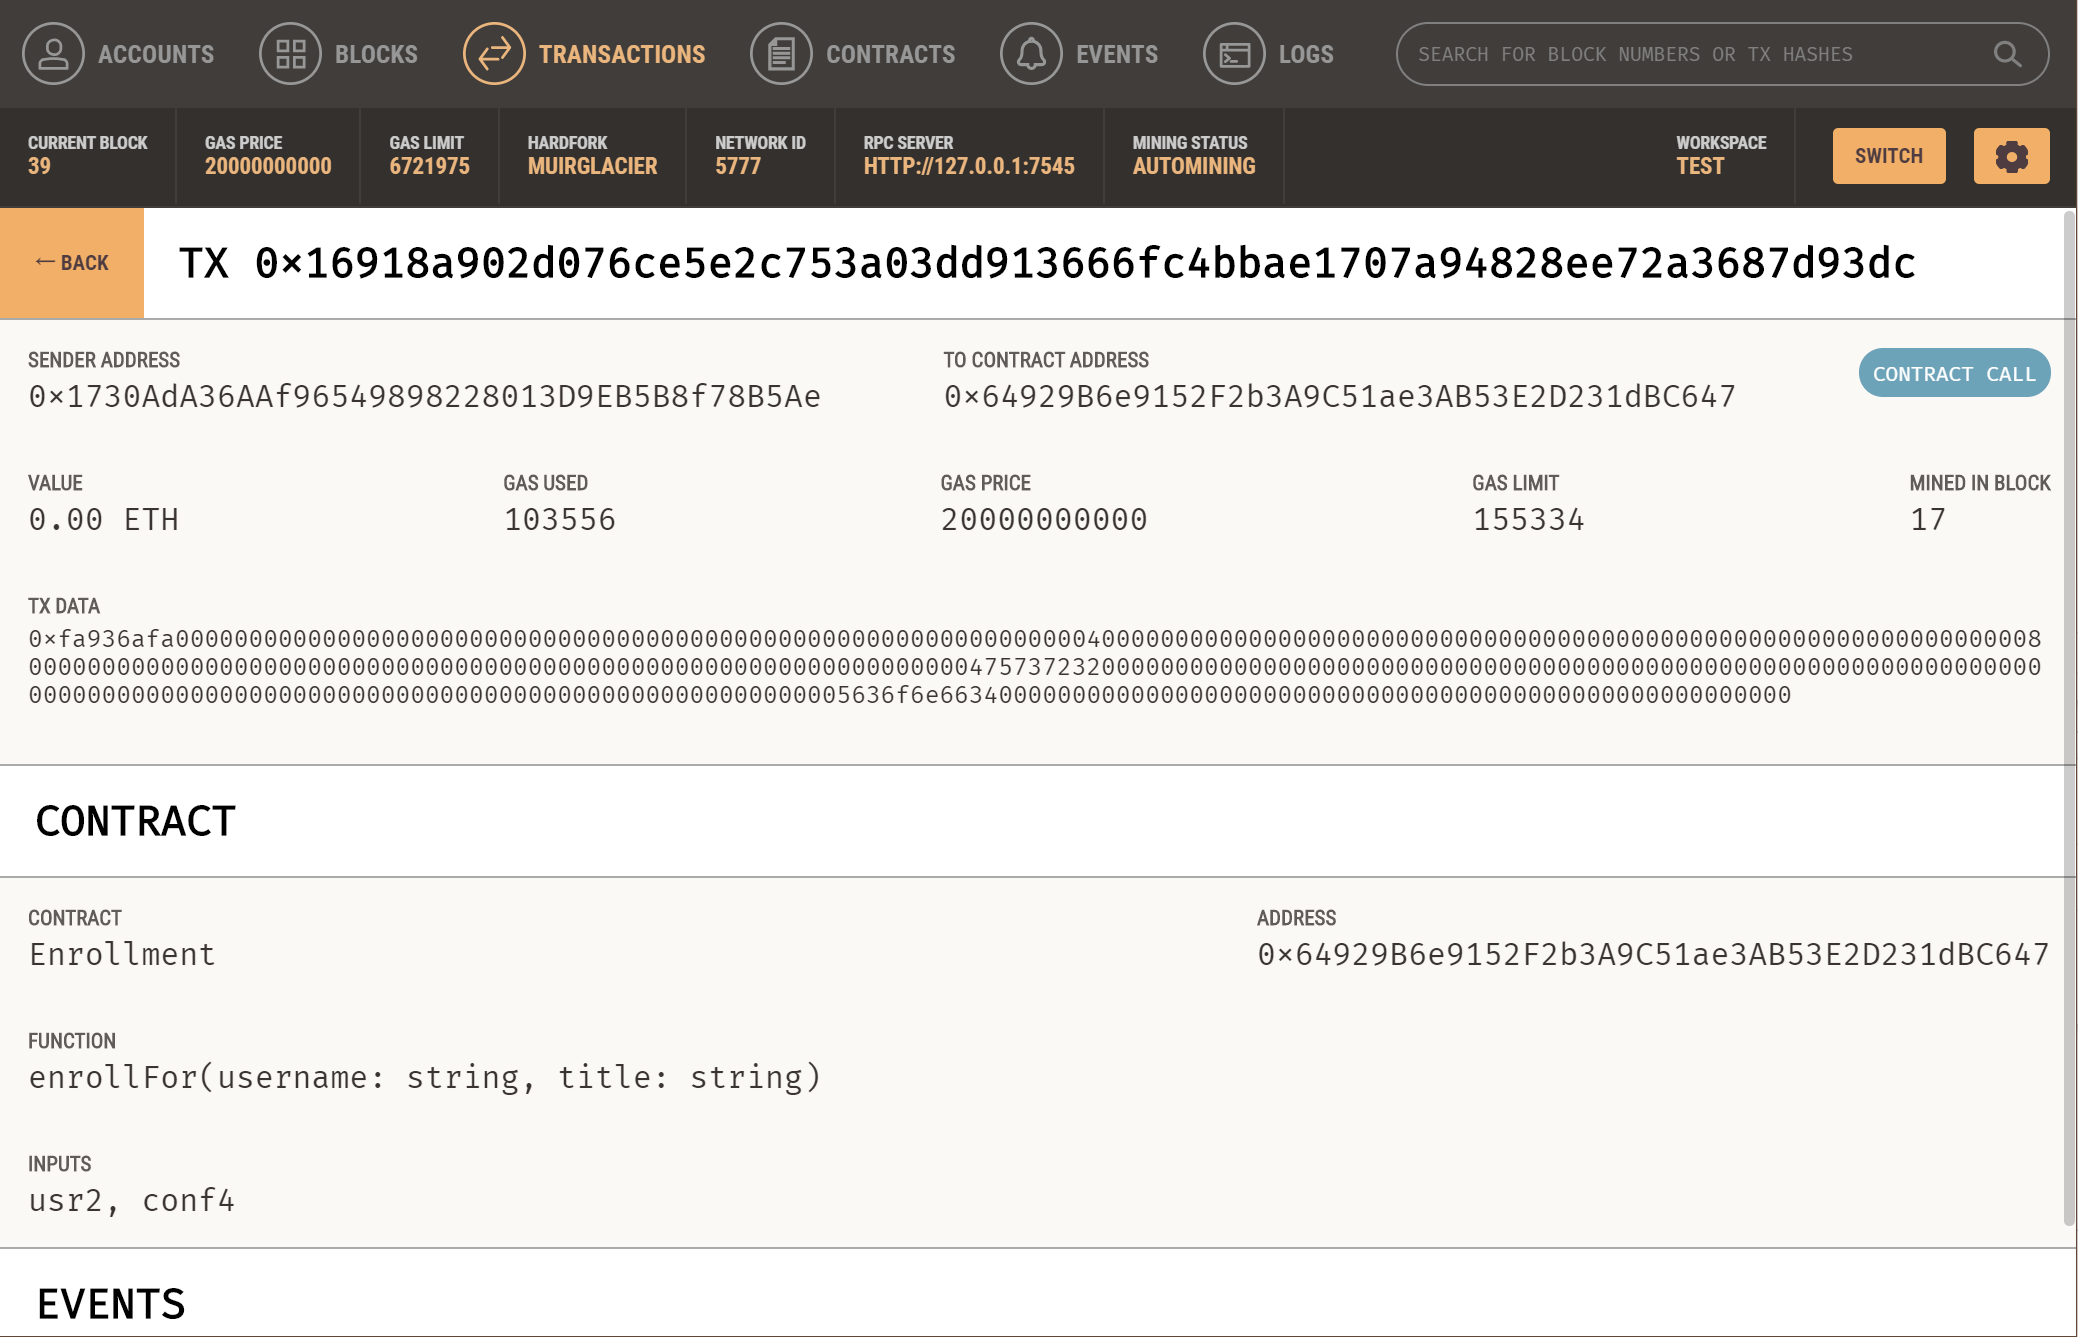 ACCOUNTS
BLOCKS
TRANSACTIONS
CONTRACTS
EVENTS
LOGS
SEARCH FOR BLOCK NUMBERS OR TX HASHES
CURRENT BLOCK
39
GAS PRICE
20000000000
GAS LIMIT
6721975
HARDFORK
MUIRGLACIER
NETWORK ID
5777
RPC SERVER
HTTP://127.0.0.1:7545
MINING STATUS
AUTOMINING
WORKSPACE
TEST
SWITCH
← BACK
TX 0×16918a902d076ce5e2c753a03dd913666fc4bbae1707a94828ee72a3687d93dc
SENDER ADDRESS
0×1730AdA36AAf96549898228013D9EB5B8f78B5Ae
TO CONTRACT ADDRESS
0×64929B6e9152F2b3A9C51ae3AB53E2D231dBC647
CONTRACT CALL
VALUE
0.00 ETH
GAS USED
103556
GAS PRICE
20000000000
GAS LIMIT
155334
MINED IN BLOCK
17
TX DATA
0×fa936afa00000000000000000000000000000000000000000000000000000000000000400000000000000000000000000000000000000000000000000000000000000008
00000000000000000000000000000000000000000000000000000000000000004757372320000000000000000000000000000000000000000000000000000000000000000
00000000000000000000000000000000000000000000000000000005636f6e6634000000000000000000000000000000000000000000000000000000
CONTRACT
CONTRACT
Enrollment
ADDRESS
0×64929B6e9152F2b3A9C51ae3AB53E2D231dBC647
FUNCTION
enrollFor(username: string, title: string)
INPUTS
usr2, conf4
EVENTS